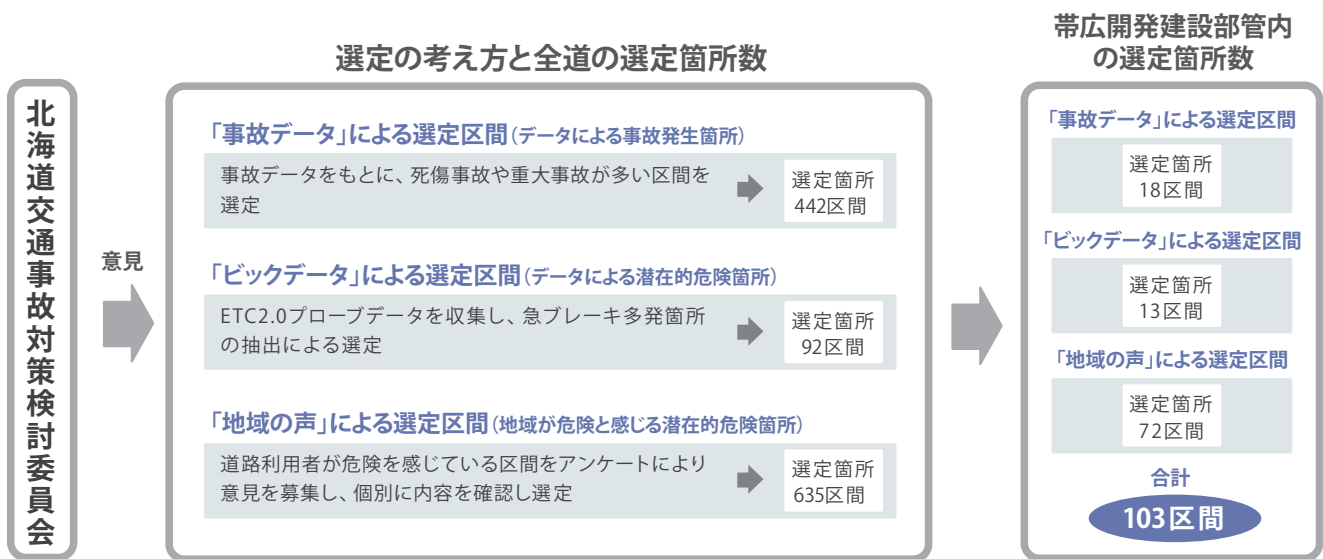 北海道交通事故対策検討委員会
意見
選定の考え方と全道の選定箇所数
「事故データ」による選定区間(データによる事故発生箇所)
事故データをもとに、死傷事故や重大事故が多い区間を
選定
選定箇所
442区間
「ビックデータ」による選定区間(データによる潜在的危険箇所)
ETC2.0プローブデータを収集し、急ブレーキ多発箇所
の抽出による選定
選定箇所
92区間
「地域の声」による選定区間(地域が危険と感じる潜在的危険箇所)
道路利用者が危険を感じている区間をアンケートにより
意見を募集し、個別に内容を確認し選定
選定箇所
635区間
帯広開発建設部管内
の選定箇所数
「事故データ」による選定区間
選定箇所
18区間
「ビックデータ」による選定区間
選定箇所
13区間
「地域の声」による選定区間
選定箇所
72区間
合計
103区間